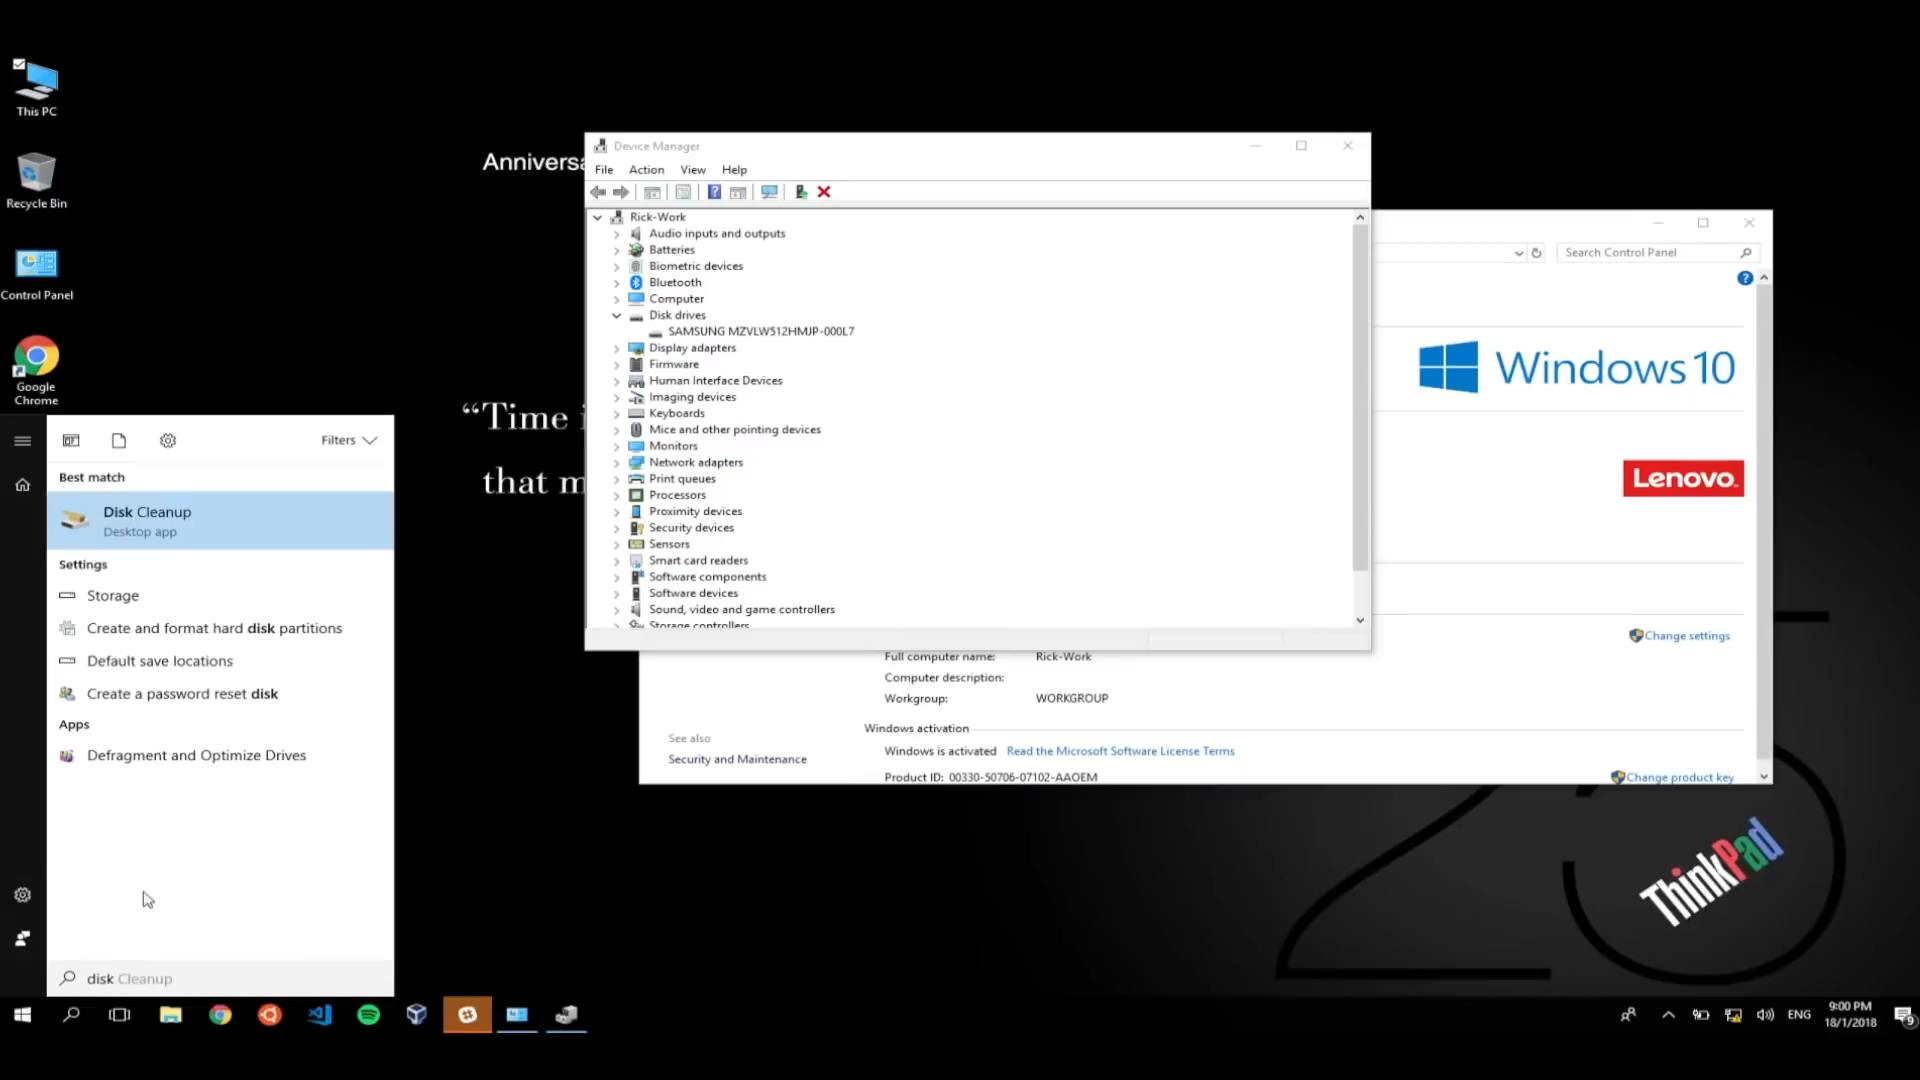 This PC
Recycle Bin
Control Panel
Google
Chrome
Anniversa
“Time i
that m
Device Manager
File Action View Help
Rick-Work
Audio inputs and outputs
Batteries
Biometric devices
Bluetooth
Computer
Disk drives
SAMSUNG MZVLW512HMJP-000L7
Display adapters
Firmware
Human Interface Devices
Imaging devices
Keyboards
Mice and other pointing devices
Monitors
Network adapters
Print queues
Processors
Proximity devices
Security devices
Sensors
Smart card readers
Software components
Software devices
Sound, video and game controllers
Storage controllers
Search Control Panel
Windows 10
Lenovo.
Change settings
Full computer name: Rick-Work
Computer description:
Workgroup: WORKGROUP
Windows activation
Windows is activated Read the Microsoft Software License Terms
Product ID: 00330-50706-07102-AAOEM
Change product key
See also
Security and Maintenance
Filters
Best match
Disk Cleanup
Desktop app
Settings
Storage
Create and format hard disk partitions
Default save locations
Create a password reset disk
Apps
Defragment and Optimize Drives
disk Cleanup
25
ThinkPad
ENG
9:00 PM
18/1/2018
9